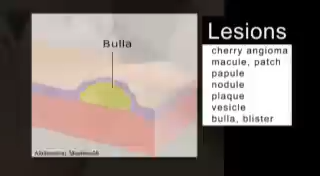 Lesions
Bulla
cherry angioma
macule, patch
papule
nodule
plaque
vesicle
bulla, blister